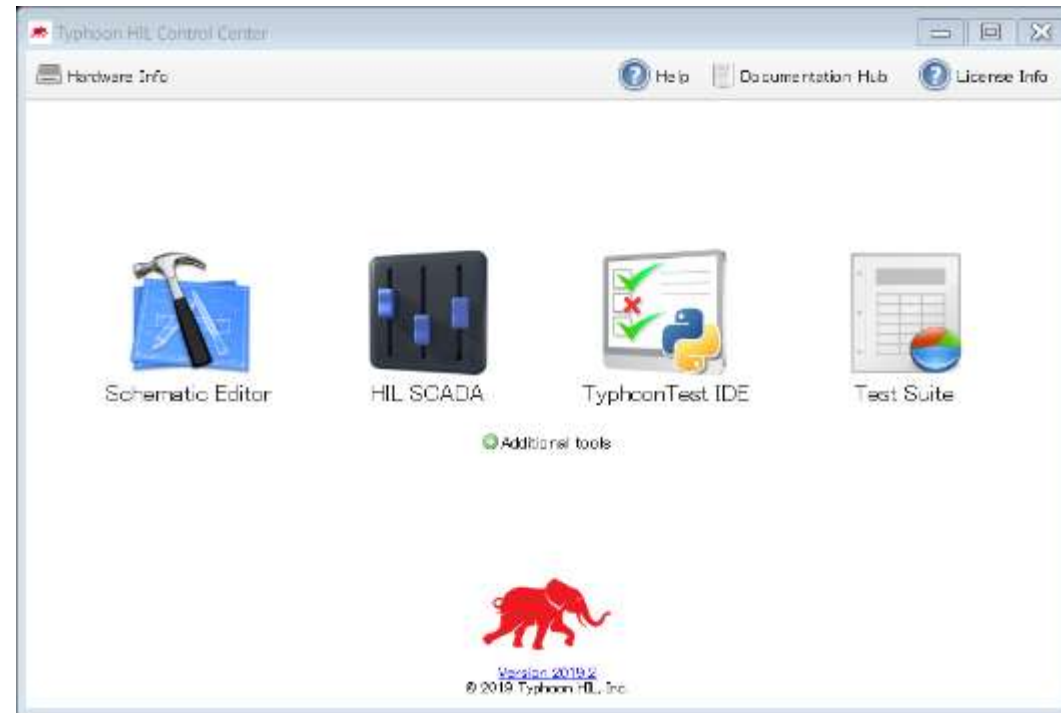 Typhoon HIL Control Center
Hardware Info
Help
Documentation Hub
License Info
Schematic Editor
HIL SCADA
TyphoonTest IDE
Test Suite
Additional tools
Version 2019.2
© 2019 Typhoon HIL, Inc.